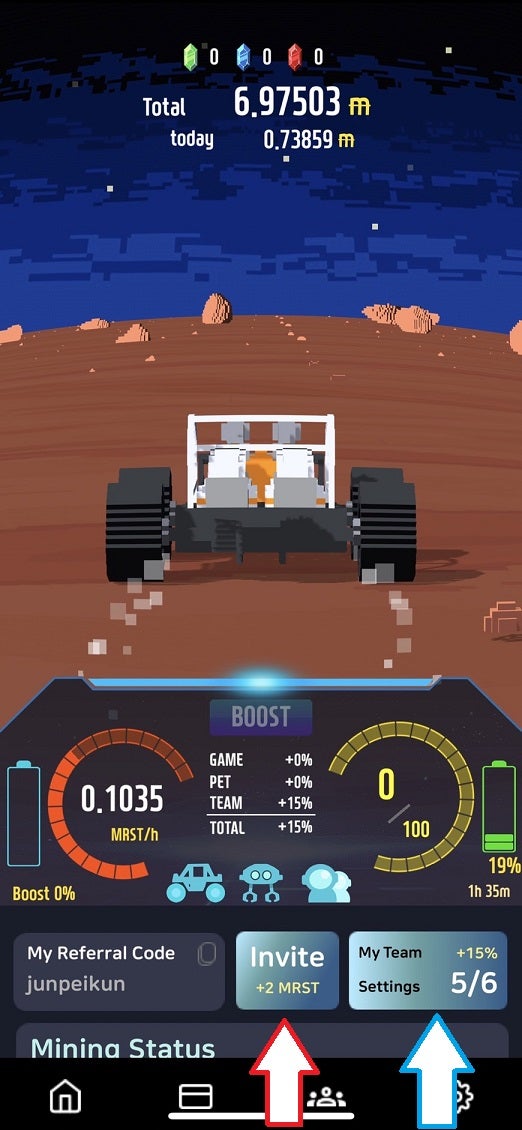 0 0 0
Total 6.97503 m
today 0.73859 m
BOOST
GAME +0%
PET +0%
TEAM +15%
TOTAL +15%
0.1035
MRST/h
0
100
Boost 0%
19%
1h 35m
My Referral Code
junpeikun
Invite
+2 MRST
My Team +15%
Settings 5/6
Mining Status